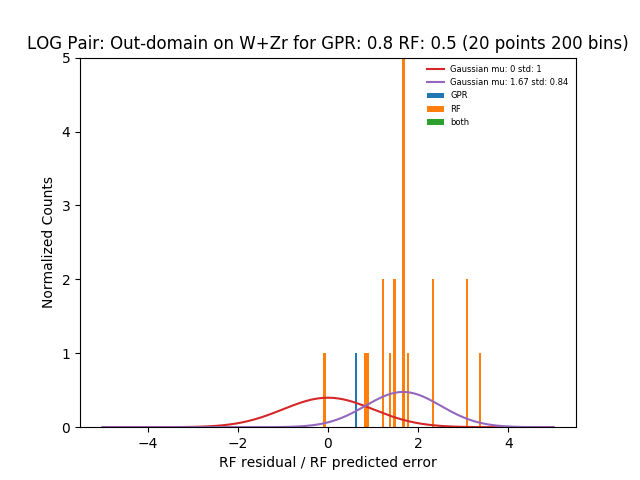 LOG Pair: Out-domain on W+Zr for GPR: 0.8 RF: 0.5 (20 points 200 bins)
Gaussian mu: 0 std: 1
Gaussian mu: 1.67 std: 0.84
GPR
RF
both
Normalized Counts
5
4
3
2
1
0
−4 −2 0 2 4
RF residual / RF predicted error